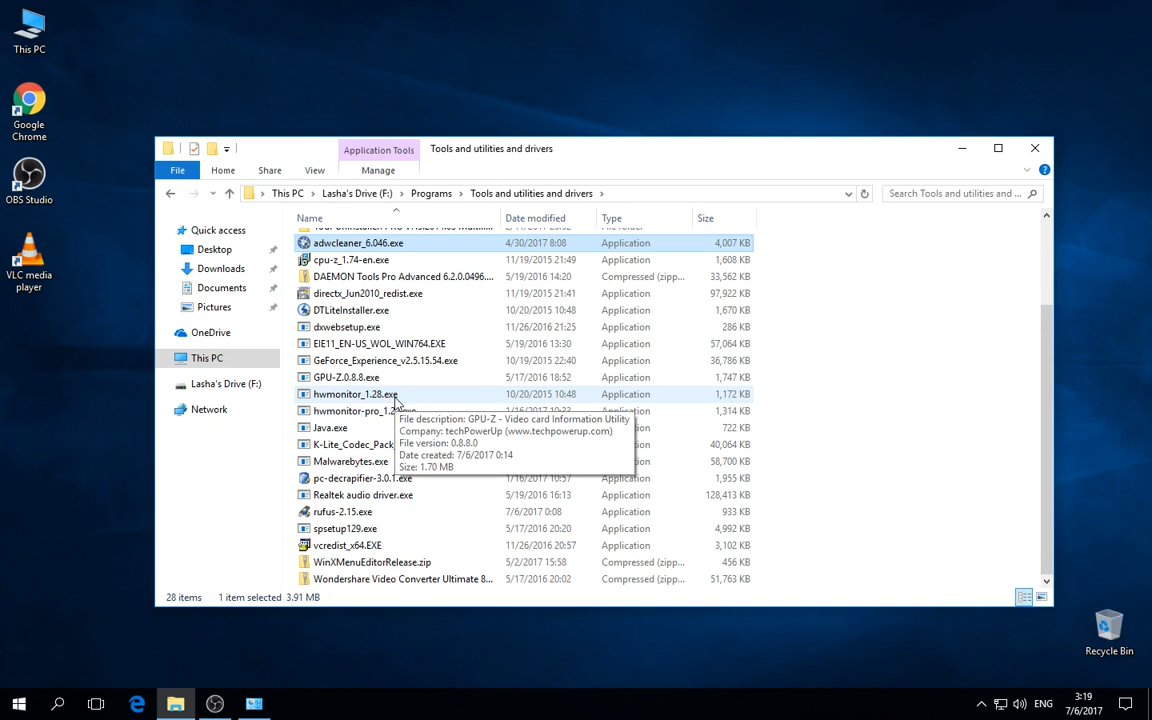 This PC
Google
Chrome
OBS Studio
VLC media
player
Application Tools
Tools and utilities and drivers
File
Home
Share
View
Manage
This PC > Lasha's Drive (F:) > Programs > Tools and utilities and drivers >
Search Tools and utilities and ...
Quick access
Desktop
Downloads
Documents
Pictures
OneDrive
This PC
Lasha's Drive (F:)
Network
Name Date modified Type Size
adwcleaner_6.046.exe 4/30/2017 8:08 Application 4,007 KB
cpu-z_1.74-en.exe 11/19/2015 21:49 Application 1,608 KB
DAEMON Tools Pro Advanced 6.2.0.0496.... 5/19/2016 14:20 Compressed (zipp... 33,562 KB
directx_Jun2010_redist.exe 11/19/2015 21:41 Application 97,922 KB
DTLiteInstaller.exe 10/20/2015 10:48 Application 1,670 KB
dxwebsetup.exe 11/26/2016 21:25 Application 286 KB
EIE11_EN-US_WOL_WIN764.EXE 5/19/2016 13:30 Application 57,064 KB
GeForce_Experience_v2.5.15.54.exe 10/19/2015 22:40 Application 36,786 KB
GPU-Z.0.8.8.exe 5/17/2016 18:52 Application 1,747 KB
hwmonitor_1.28.exe 10/20/2015 10:48 Application 1,172 KB
hwmonitor-pro_1.2 Application 1,314 KB
Java.exe
K-Lite_Codec_Pack 40,064 KB
Malwarebytes.exe 58,700 KB
File description: GPU-Z - Video card Information Utility
Company: techPowerUp (www.techpowerup.com)
File version: 0.8.8.0
Date created: 7/6/2017 0:14
Size: 1.70 MB
pc-decrapifier-3.0.1.exe 1/16/2017 10:57 Application 1,955 KB
Realtek audio driver.exe 5/19/2016 16:13 Application 128,413 KB
rufus-2.15.exe 7/6/2017 0:08 Application 933 KB
spsetup129.exe 5/17/2016 20:20 Application 4,992 KB
vcredist_x64.EXE 11/26/2016 20:57 Application 3,102 KB
WinXMenuEditorRelease.zip 5/2/2017 15:58 Compressed (zipp... 456 KB
Wondershare Video Converter Ultimate 8... 5/17/2016 20:02 Compressed (zipp... 51,763 KB
28 items 1 item selected 3.91 MB
Recycle Bin
ENG
3:19
7/6/2017